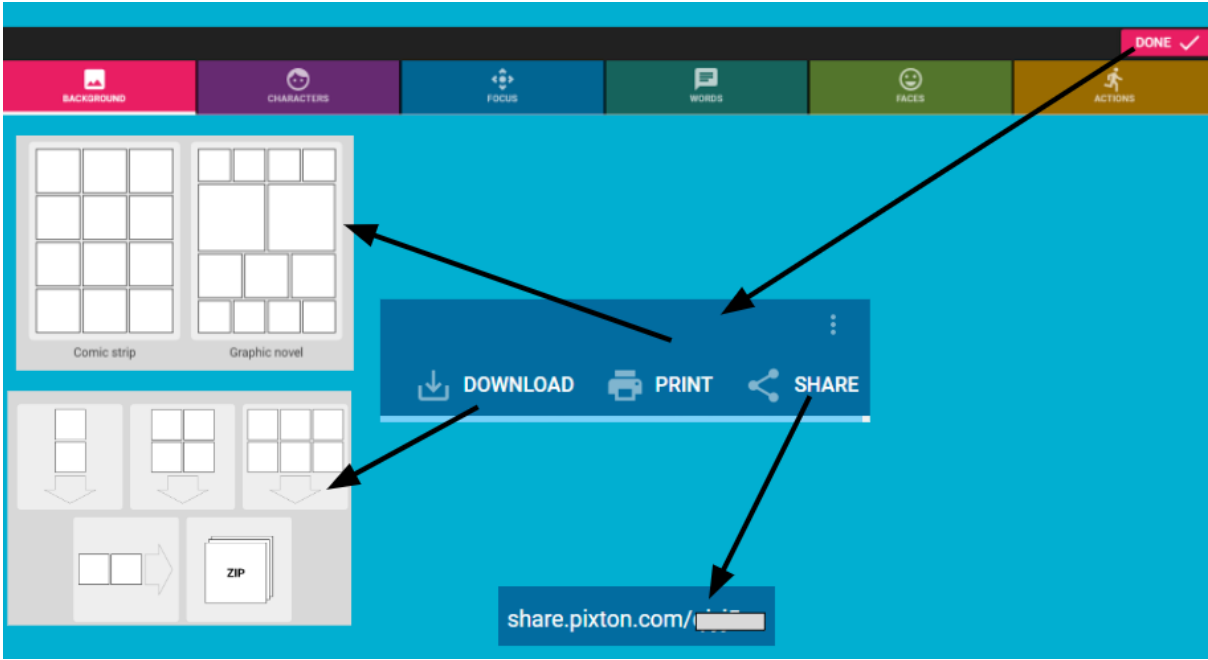 DONE
BACKGROUND CHARACTERS FOCUS WORDS FACES ACTIONS
Comic strip Graphic novel
DOWNLOAD PRINT SHARE
ZIP
share.pixton.com/